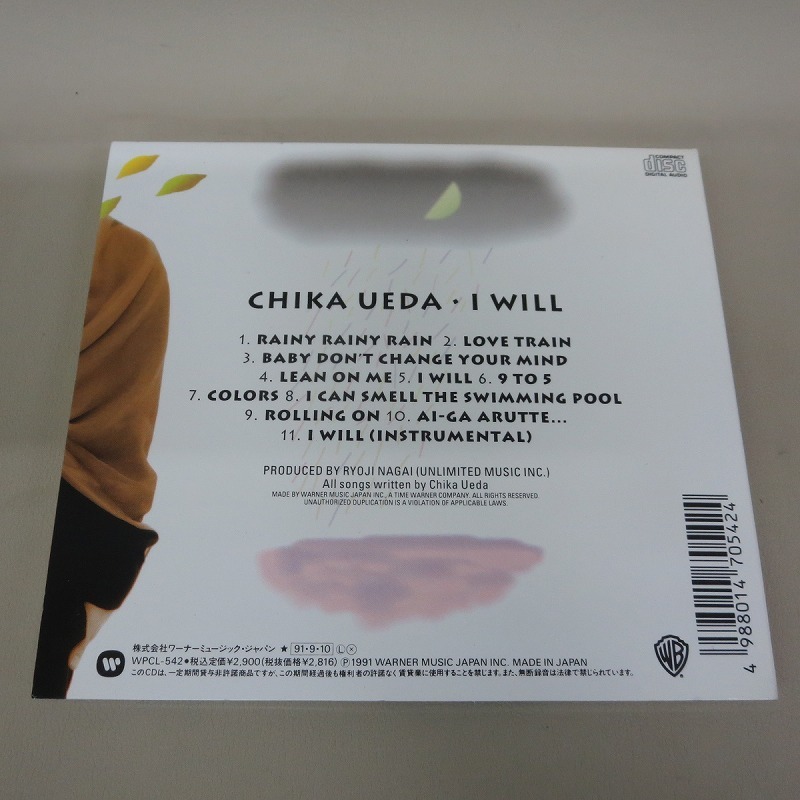 COMPACT
disc
DIGITAL AUDIO
CHIKA UEDA • I WILL
1. RAINY RAINY RAIN 2. LOVE TRAIN
3. BABY DON'T CHANGE YOUR MIND
4. LEAN ON ME 5. I WILL 6. 9 TO 5
7. COLORS 8. I CAN SMELL THE SWIMMING POOL
9. ROLLING ON 10. AI-GA ARUTTE...
11. I WILL (INSTRUMENTAL)
PRODUCED BY RYOJI NAGAI (UNLIMITED MUSIC INC.)
All songs written by Chika Ueda
MADE BY WARNER MUSIC JAPAN INC., A TIME WARNER COMPANY. ALL RIGHTS RESERVED.
UNAUTHORIZED DUPLICATION IS A VIOLATION OF APPLICABLE LAWS.
4 988014 705424
株式会社ワーナーミュージック・ジャパン ★ 91・9・10 Ⓛ ⓧ
WPCL-542●税込定価¥2,900(税抜価格¥2,816) Ⓟ1991 WARNER MUSIC JAPAN INC. MADE IN JAPAN
このCDは、一定期間貸与非許諾商品ですが、この期間経過後も権利者の許諾なく賃貸業に使用することを禁じます。また、無断録音は法律で禁じられています。
WB